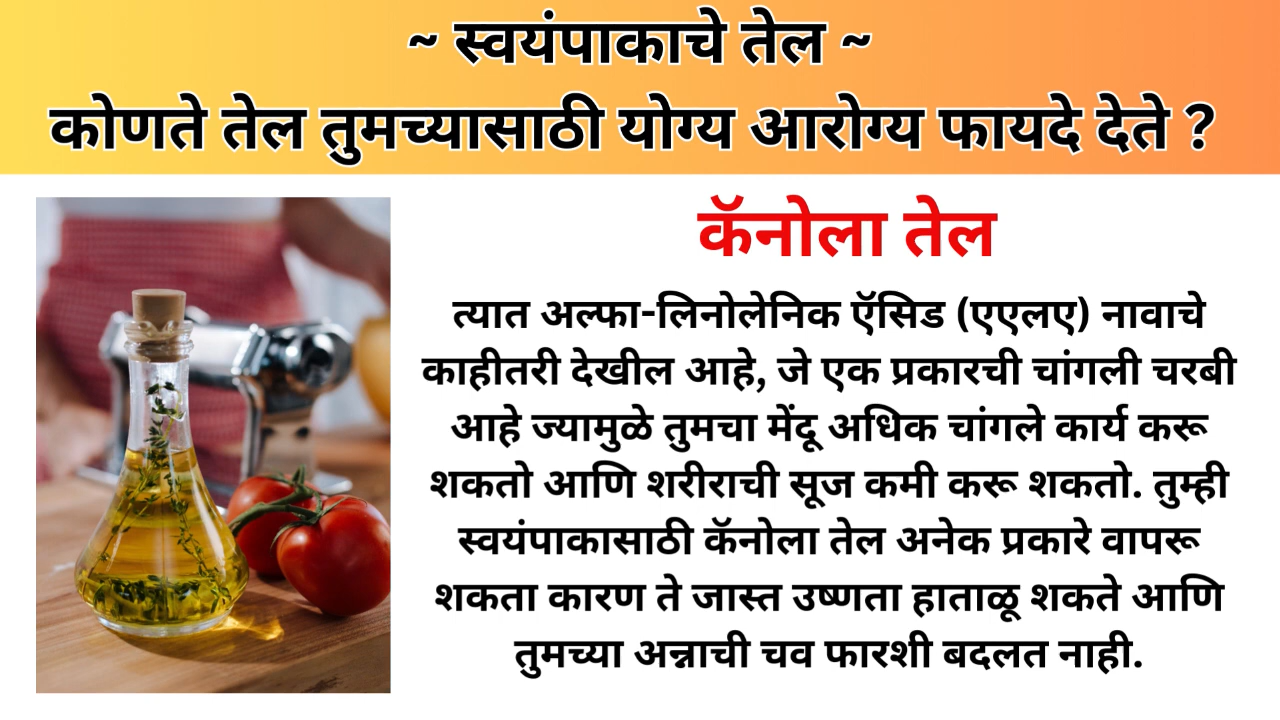 ~ स्वयंपाकाचे तेल ~
कोणते तेल तुमच्यासाठी योग्य आरोग्य फायदे देते ?
कॅनोला तेल
त्यात अल्फा-लिनोलेनिक ऍसिड (एएलए) नावाचे
काहीतरी देखील आहे, जे एक प्रकारची चांगली चरबी
आहे ज्यामुळे तुमचा मेंदू अधिक चांगले कार्य करू
शकतो आणि शरीराची सूज कमी करू शकतो. तुम्ही
स्वयंपाकासाठी कॅनोला तेल अनेक प्रकारे वापरू
शकता कारण ते जास्त उष्णता हाताळू शकते आणि
तुमच्या अन्नाची चव फारशी बदलत नाही.